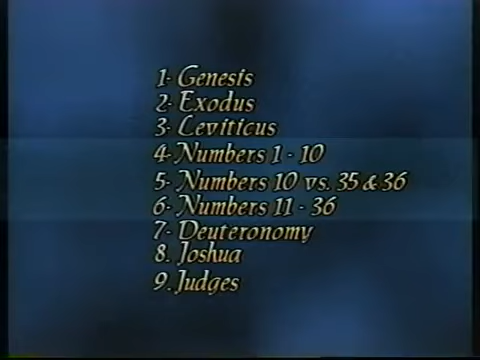 1- Genesis
2- Exodus
3- Leviticus
4- Numbers 1 - 10
5- Numbers 10 vs. 35 & 36
6- Numbers 11 - 36
7- Deuteronomy
8. Joshua
9. Judges